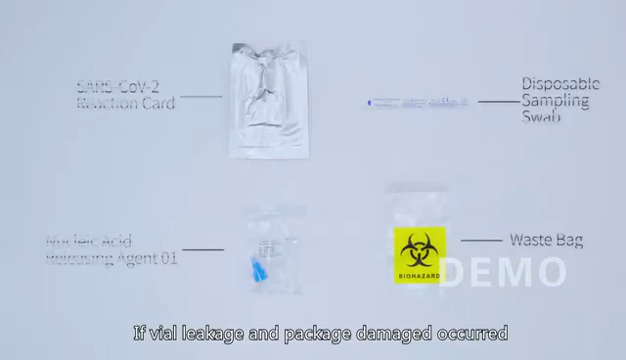 SARS-CoV-2
Reaction Card
Disposable
Sampling
Swab
Nucleic Acid
Releasing Agent 01
Waste Bag
BIOHAZARD
DEMO
If vial leakage and package damaged occurred